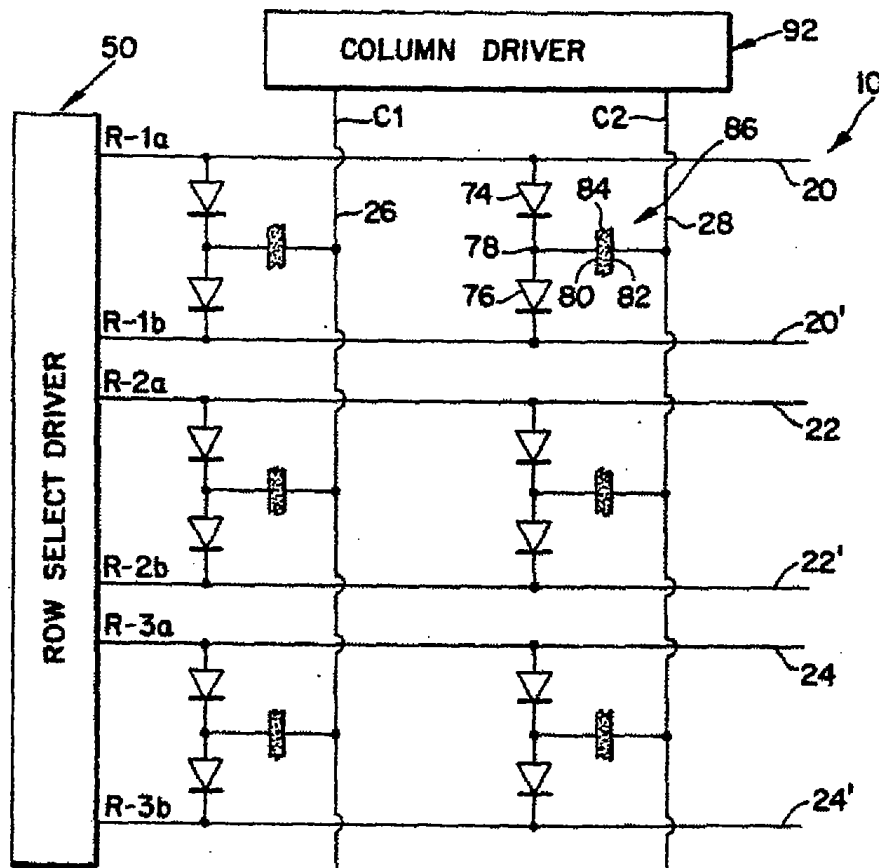 COLUMN DRIVER
92
50
10
C1
C2
86
R-1a
20
74
84
26
28
78
76
80
82
R-1b
20'
R-2a
22
ROW SELECT DRIVER
R-2b
22'
R-3a
24
R-3b
24'